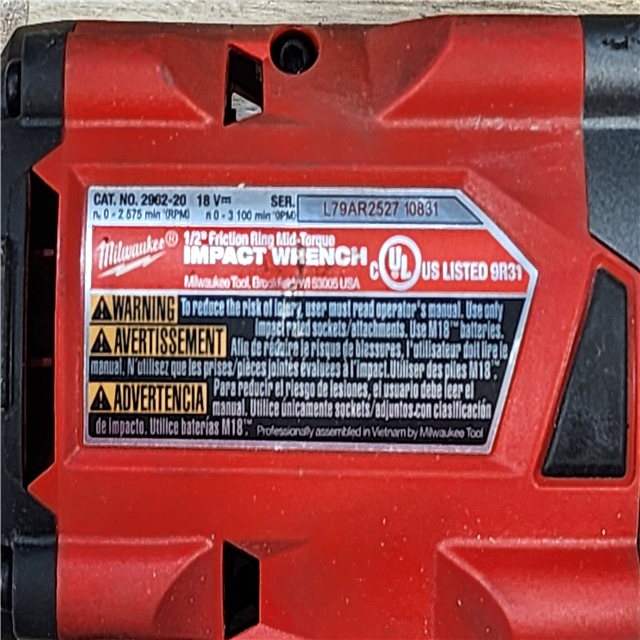 CAT. NO. 2962-20 18 V⎓ SER. L79AR2527 10831
n₀ 0 - 2 575 min⁻¹(RPM) n 0 - 3 100 min⁻¹(IPM)
Milwaukee® 1/2" Friction Ring Mid-Torque
IMPACT WRENCH
C UL US LISTED 9R31
Milwaukee Tool, Brookfield, WI 53005 USA
WARNING To reduce the risk of injury, user must read operator's manual. Use only
impact rated sockets/attachments. Use M18™ batteries.
AVERTISSEMENT Afin de réduire le risque de blessures, l'utilisateur doit lire le
manuel. N'utilisez que les prises/pièces jointes évaluées à l'impact. Utiliser des piles M18™.
ADVERTENCIA Para reducir el riesgo de lesiones, el usuario debe leer el
manual. Utilice únicamente sockets/adjuntos con clasificación
de impacto. Utilice baterías M18™ Professionally assembled in Vietnam by Milwaukee Tool